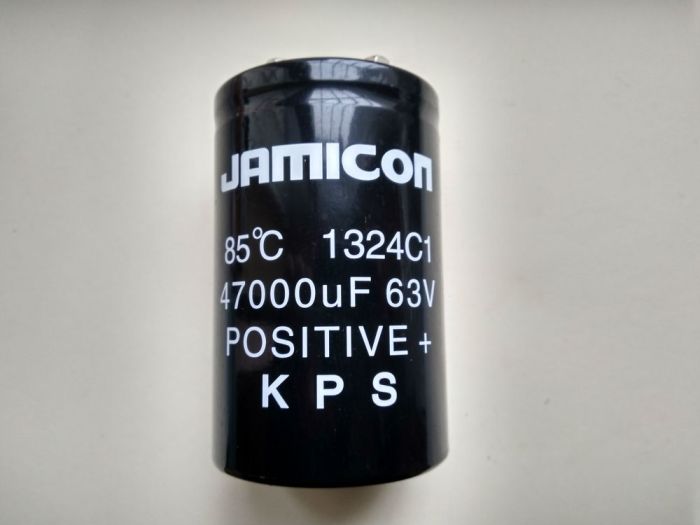 JAMICON
85℃ 1324C1
47000uF 63V
POSITIVE +
K P S